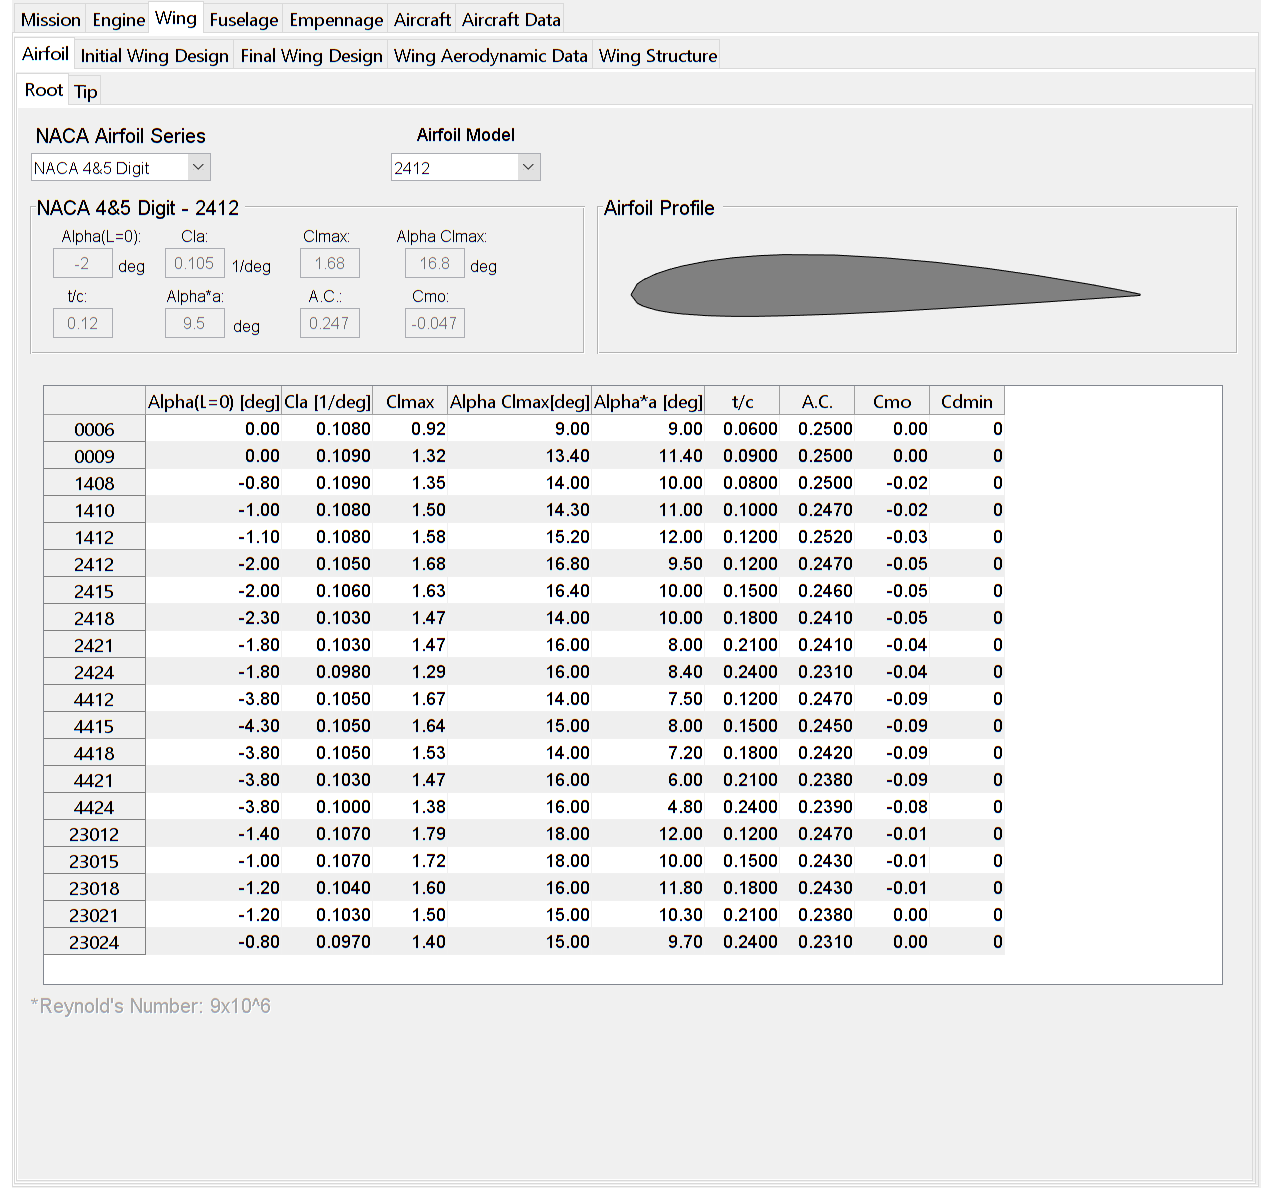 Mission Engine Wing Fuselage Empennage Aircraft Aircraft Data
Airfoil Initial Wing Design Final Wing Design Wing Aerodynamic Data Wing Structure
Root Tip
NACA Airfoil Series Airfoil Model
NACA 4&5 Digit 2412
NACA 4&5 Digit - 2412 Airfoil Profile
Alpha(L=0): Cla: Clmax: Alpha Clmax:
-2 deg 0.105 1/deg 1.68 16.8 deg
t/c: Alpha*a: A.C.: Cmo:
0.12 9.5 deg 0.247 -0.047
Alpha(L=0) [deg] Cla [1/deg] Clmax Alpha Clmax[deg] Alpha*a [deg] t/c A.C. Cmo Cdmin
0006 0.00 0.1080 0.92 9.00 9.00 0.0600 0.2500 0.00 0
0009 0.00 0.1090 1.32 13.40 11.40 0.0900 0.2500 0.00 0
1408 -0.80 0.1090 1.35 14.00 10.00 0.0800 0.2500 -0.02 0
1410 -1.00 0.1080 1.50 14.30 11.00 0.1000 0.2470 -0.02 0
1412 -1.10 0.1080 1.58 15.20 12.00 0.1200 0.2520 -0.03 0
2412 -2.00 0.1050 1.68 16.80 9.50 0.1200 0.2470 -0.05 0
2415 -2.00 0.1060 1.63 16.40 10.00 0.1500 0.2460 -0.05 0
2418 -2.30 0.1030 1.47 14.00 10.00 0.1800 0.2410 -0.05 0
2421 -1.80 0.1030 1.47 16.00 8.00 0.2100 0.2410 -0.04 0
2424 -1.80 0.0980 1.29 16.00 8.40 0.2400 0.2310 -0.04 0
4412 -3.80 0.1050 1.67 14.00 7.50 0.1200 0.2470 -0.09 0
4415 -4.30 0.1050 1.64 15.00 8.00 0.1500 0.2450 -0.09 0
4418 -3.80 0.1050 1.53 14.00 7.20 0.1800 0.2420 -0.09 0
4421 -3.80 0.1030 1.47 16.00 6.00 0.2100 0.2380 -0.09 0
4424 -3.80 0.1000 1.38 16.00 4.80 0.2400 0.2390 -0.08 0
23012 -1.40 0.1070 1.79 18.00 12.00 0.1200 0.2470 -0.01 0
23015 -1.00 0.1070 1.72 18.00 10.00 0.1500 0.2430 -0.01 0
23018 -1.20 0.1040 1.60 16.00 11.80 0.1800 0.2430 -0.01 0
23021 -1.20 0.1030 1.50 15.00 10.30 0.2100 0.2380 0.00 0
23024 -0.80 0.0970 1.40 15.00 9.70 0.2400 0.2310 0.00 0
*Reynold's Number: 9x10^6